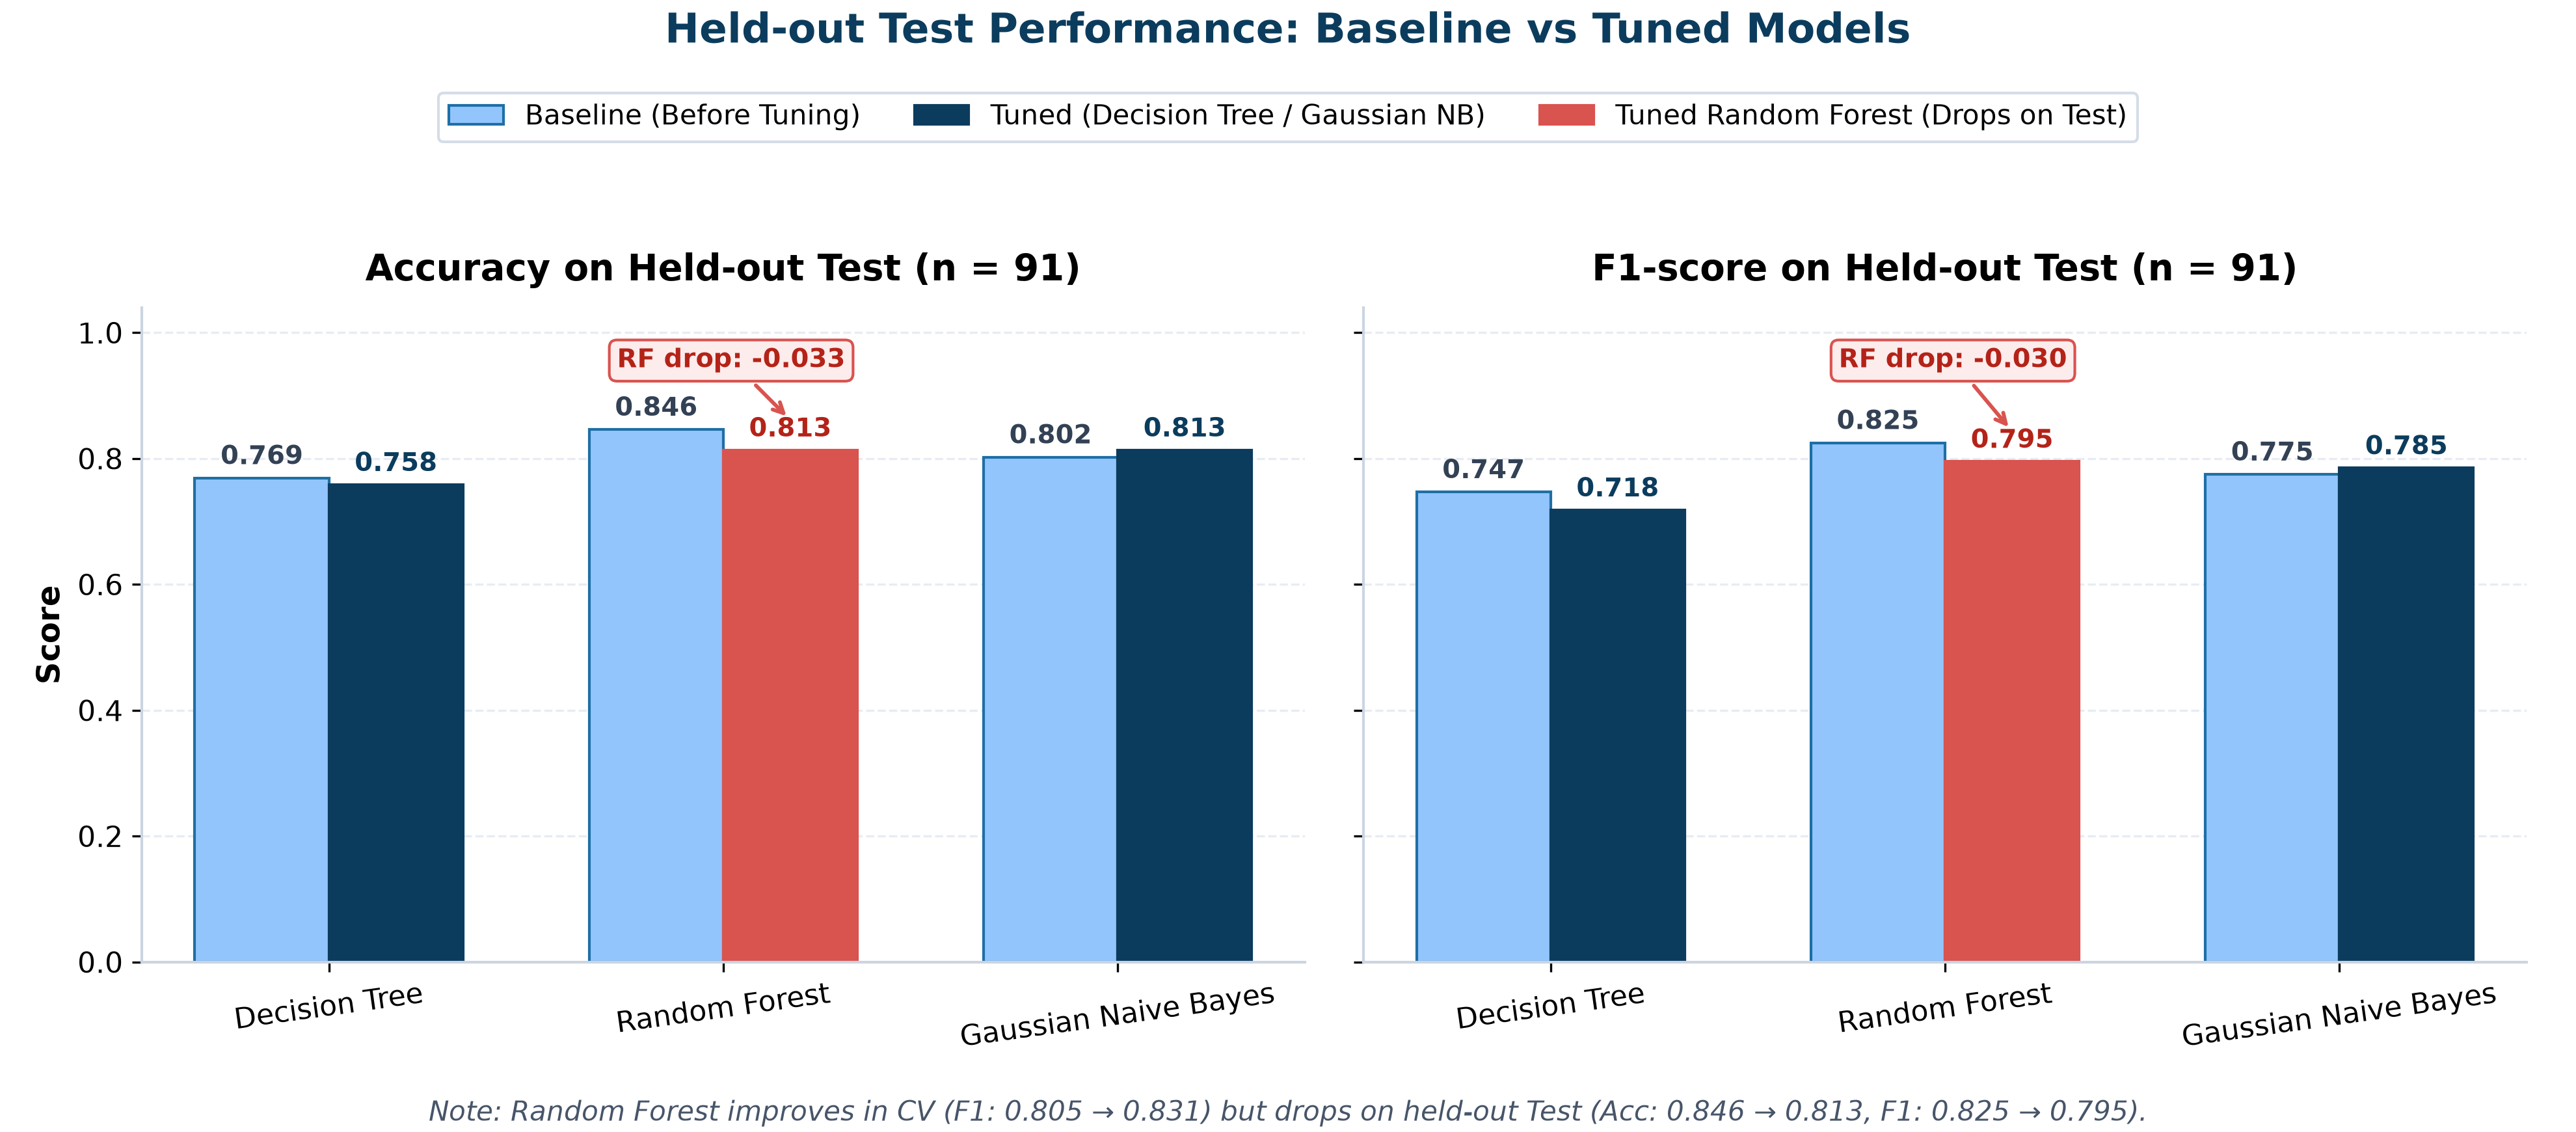 Held-out Test Performance: Baseline vs Tuned Models
Baseline (Before Tuning)
Tuned (Decision Tree / Gaussian NB)
Tuned Random Forest (Drops on Test)
Accuracy on Held-out Test (n = 91)
Score
1.0
0.8
0.6
0.4
0.2
0.0
RF drop: -0.033
0.769
0.758
0.846
0.813
0.802
0.813
Decision Tree
Random Forest
Gaussian Naive Bayes
F1-score on Held-out Test (n = 91)
RF drop: -0.030
0.747
0.718
0.825
0.795
0.775
0.785
Decision Tree
Random Forest
Gaussian Naive Bayes
Note: Random Forest improves in CV (F1: 0.805 → 0.831) but drops on held-out Test (Acc: 0.846 → 0.813, F1: 0.825 → 0.795).